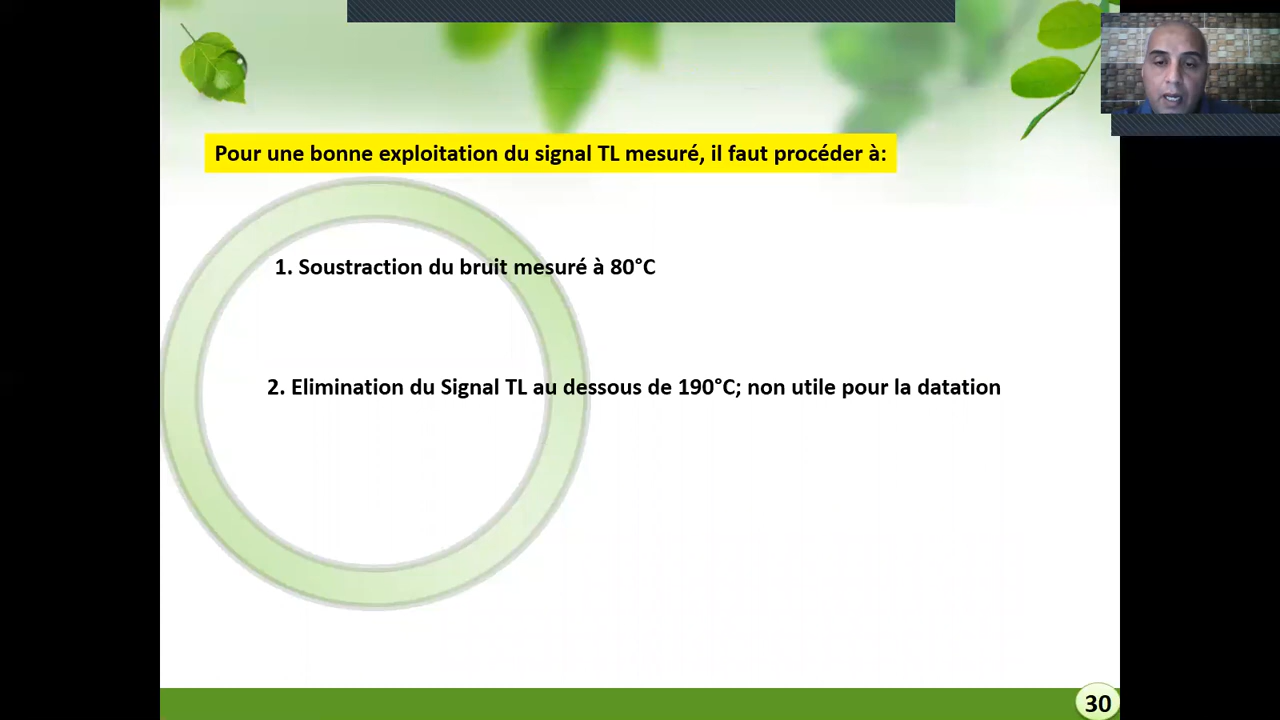 Pour une bonne exploitation du signal TL mesuré, il faut procéder à:
1. Soustraction du bruit mesuré à 80°C
2. Elimination du Signal TL au dessous de 190°C; non utile pour la datation
30